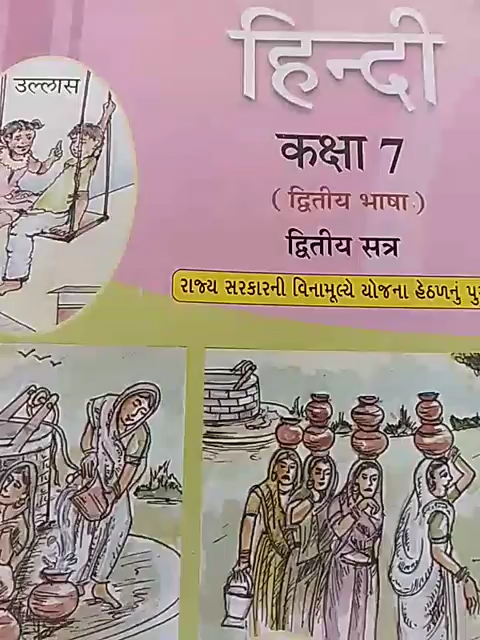 हिन्दी
उल्लास
कक्षा 7
( द्वितीय भाषा )
द्वितीय सत्र
રાજ્ય સરકારની વિનામૂલ્યે યોજના હેઠળનું